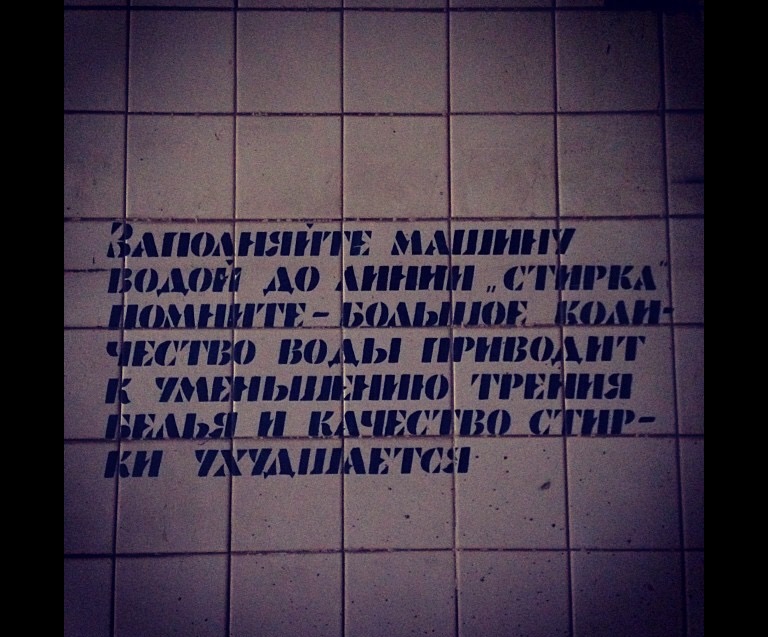 Заполняйте машину
водой до линии „стирка"
помните - большое коли-
чество воды приводит
к уменьшению трения
белья и качество стир-
ки ухудшается